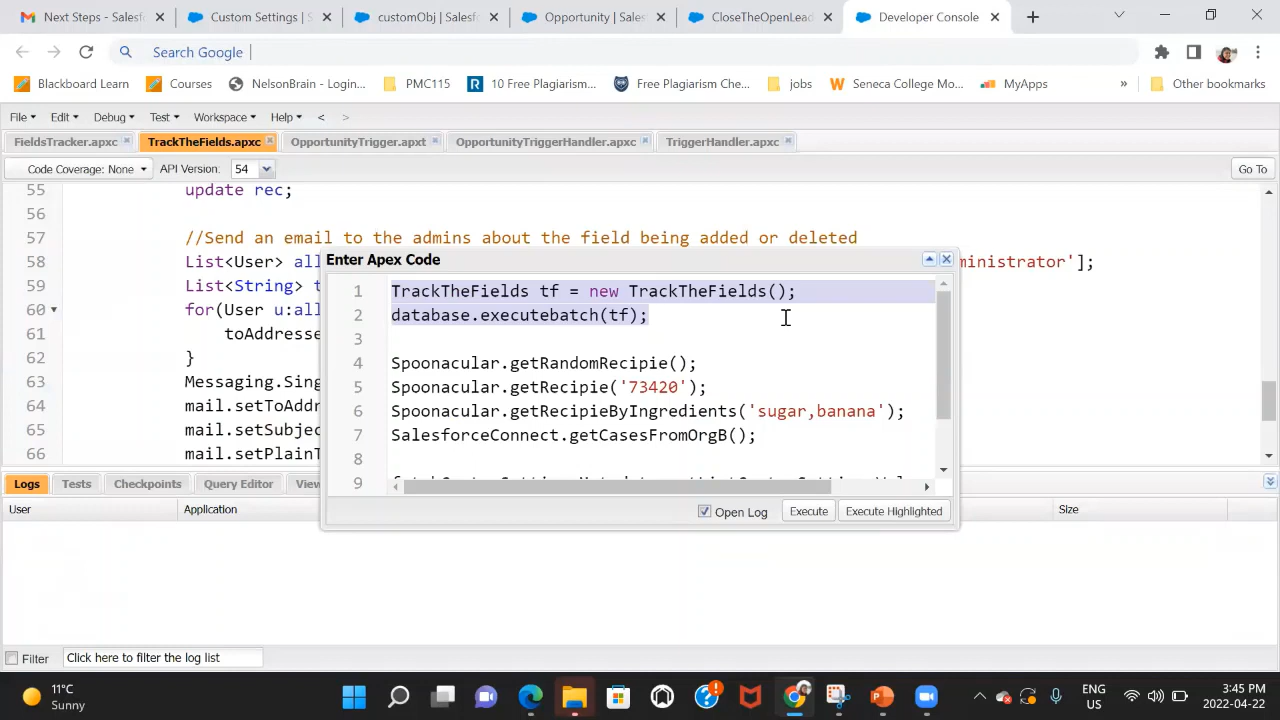 Next Steps - Salesf
Custom Settings | S
customObj | Salesfo
Opportunity | Sales
CloseTheOpenLead
Developer Console
Search Google
Blackboard Learn
Courses
NelsonBrain - Login...
PMC115
10 Free Plagiarism...
Free Plagiarism Che...
jobs
Seneca College Mo...
MyApps
»
Other bookmarks
File
Edit
Debug
Test
Workspace
Help
<
>
FieldsTracker.apxc
TrackTheFields.apxc
OpportunityTrigger.apxt
OpportunityTriggerHandler.apxc
TriggerHandler.apxc
Code Coverage: None
API Version:
54
Go To
55 update rec;
56
57 //Send an email to the admins about the field being added or deleted
58 List<User> all
ministrator'];
59 List<String> t
60 for(User u:all
61 toAddresse
62 }
63 Messaging.Sing
64 mail.setToAddr
65 mail.setSubjec
66 mail.setPlainT
Enter Apex Code
1 TrackTheFields tf = new TrackTheFields();
2 database.executebatch(tf);
3
4 Spoonacular.getRandomRecipie();
5 Spoonacular.getRecipie('73420');
6 Spoonacular.getRecipieByIngredients('sugar,banana');
7 SalesforceConnect.getCasesFromOrgB();
8
9
Open Log
Execute
Execute Highlighted
Logs
Tests
Checkpoints
Query Editor
View
User
Application
Size
Filter
Click here to filter the log list
11°C
Sunny
ENG
US
3:45 PM
2022-04-22